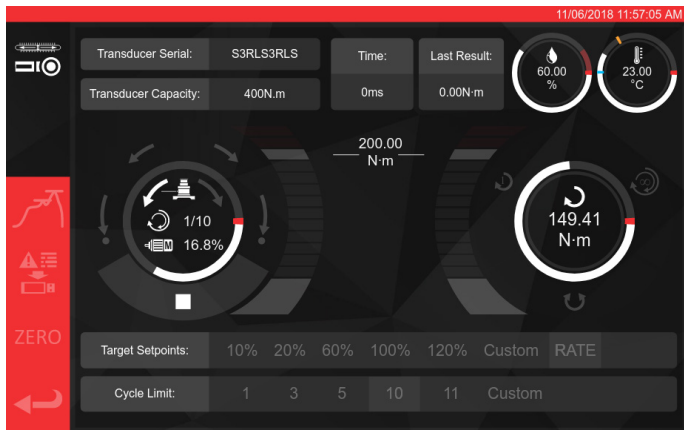 11/06/2018 11:57:05 AM
Transducer Serial: S3RLS3RLS
Time:
Last Result:
Transducer Capacity: 400N.m
0ms
0.00N·m
60.00
%
23.00
°C
200.00
N·m
1/10
M 16.8%
149.41
N·m
ZERO
Target Setpoints: 10% 20% 60% 100% 120% Custom RATE
Cycle Limit: 1 3 5 10 11 Custom